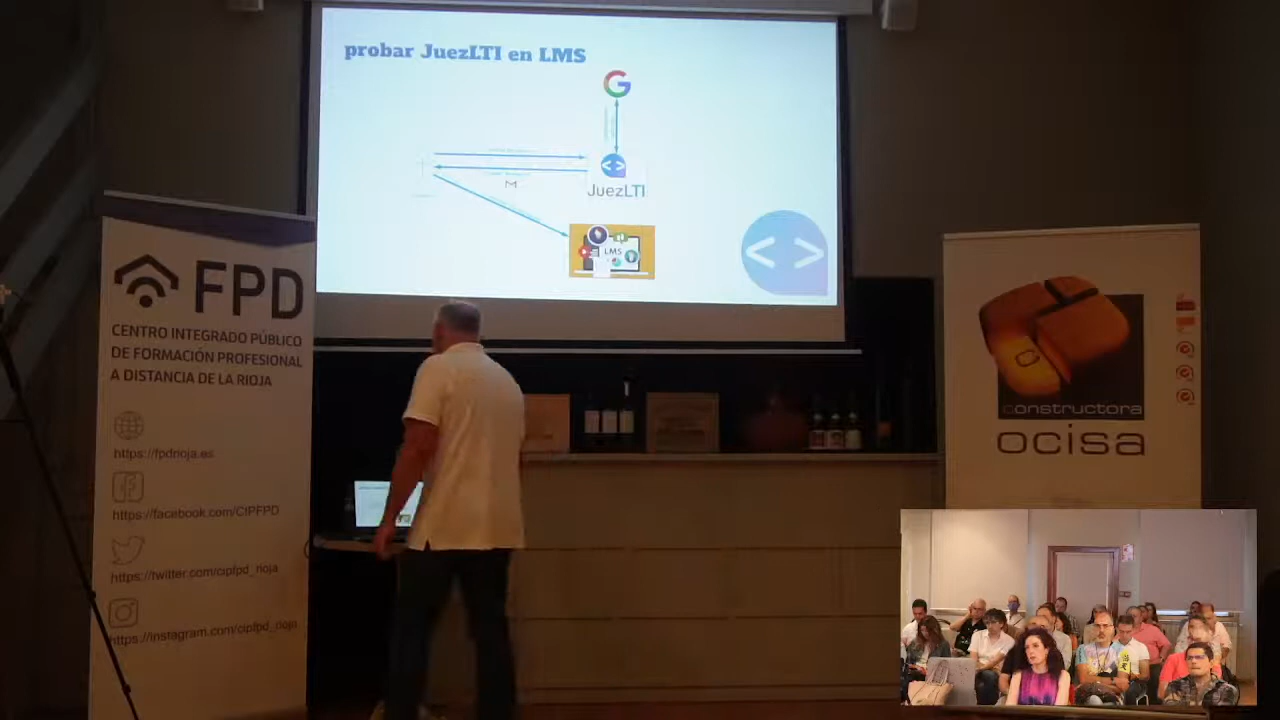 probar JuezLTI en LMS
G
M
JuezLTI
LMS
FPD
CENTRO INTEGRADO PÚBLICO
DE FORMACIÓN PROFESIONAL
A DISTANCIA DE LA RIOJA
https://fpdrioja.es
https://facebook.com/CIPFPD
https://twitter.com/cipfpd_rioja
https://instagram.com/cipfpd_rioja
constructora
ocisa